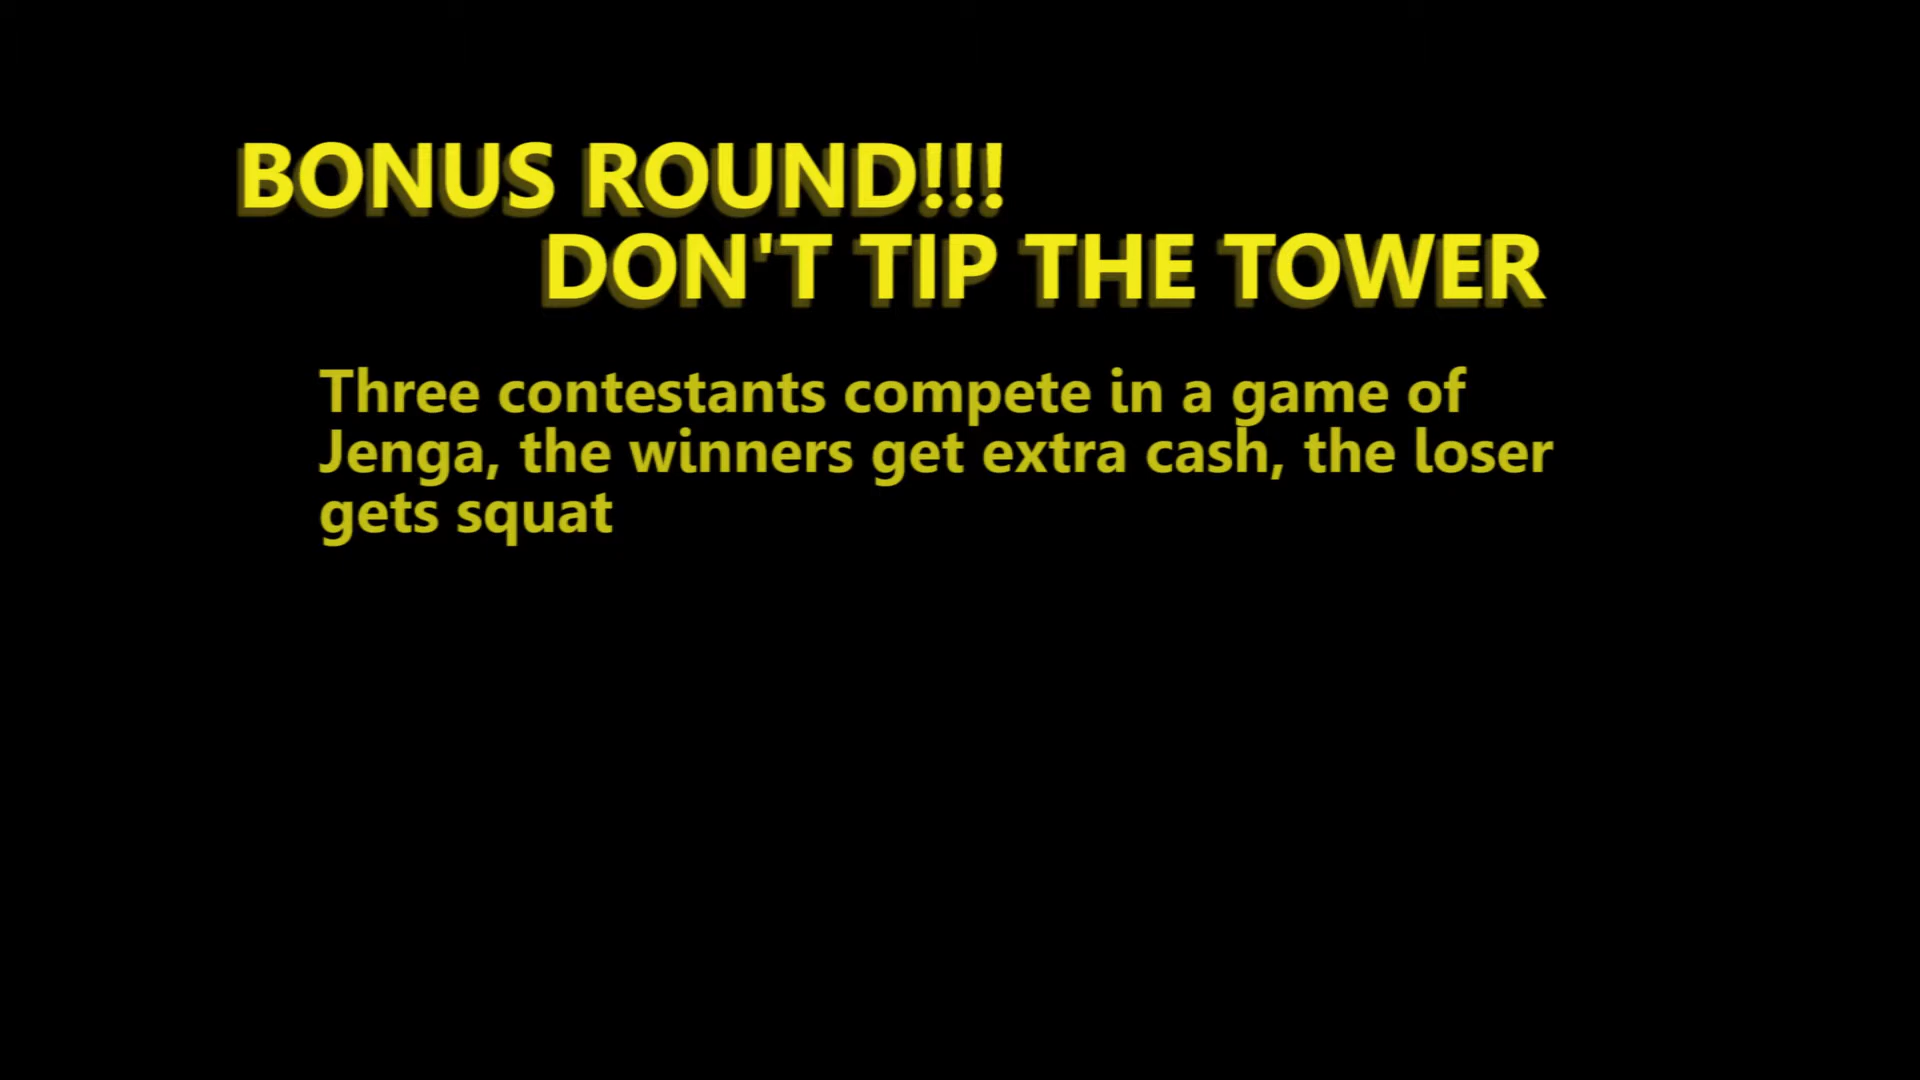 BONUS ROUND!!!
DON'T TIP THE TOWER
Three contestants compete in a game of
Jenga, the winners get extra cash, the loser
gets squat